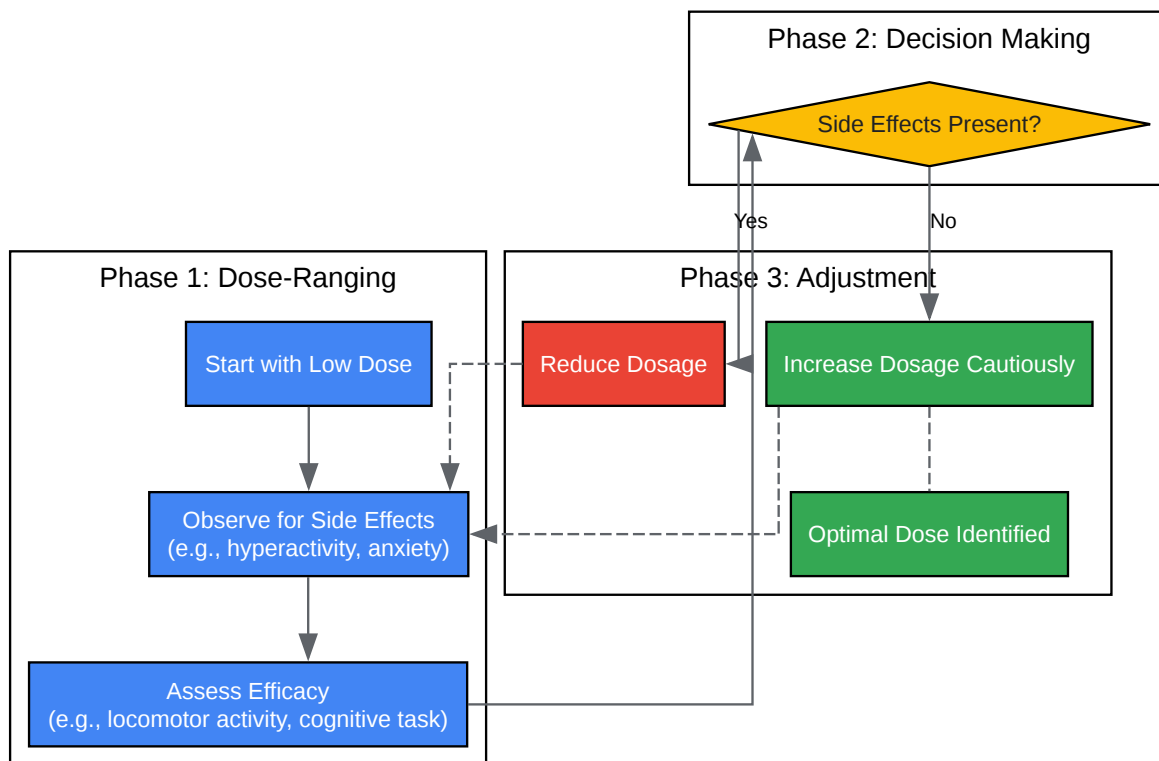 Phase 2: Decision Making
Side Effects Present?
Yes
No
Phase 1: Dose-Ranging
Phase 3: Adjustment
Start with Low Dose
Reduce Dosage
Increase Dosage Cautiously
Observe for Side Effects
(e.g., hyperactivity, anxiety)
Optimal Dose Identified
Assess Efficacy
(e.g., locomotor activity, cognitive task)